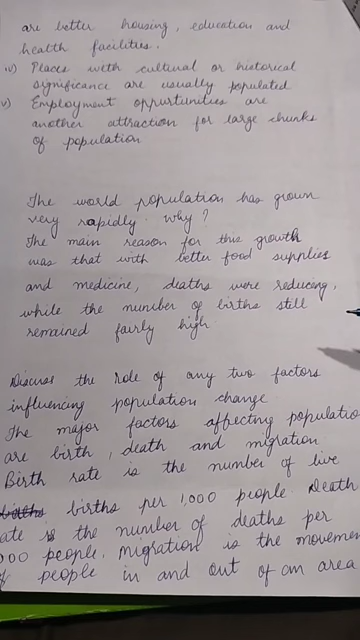 are better housing, education and
health facilities.
iv) Places with cultural or historical
significance are usually populated
v) Employment oppurtunities are
another attraction for large chunks
of population
The world population has grown
very rapidly. Why?
The main reason for this growth
was that with better food supplies
and medicine, deaths were reducing,
while the number of births still
remained fairly high
Discuss the role of any two factors
influencing population change
The major factors affecting populatio
are birth, death and migration
Birth rate is the number of live
births per 1,000 people. Death
ate is the number of deaths per
000 people. Migration is the movemen
f people in and out of an area